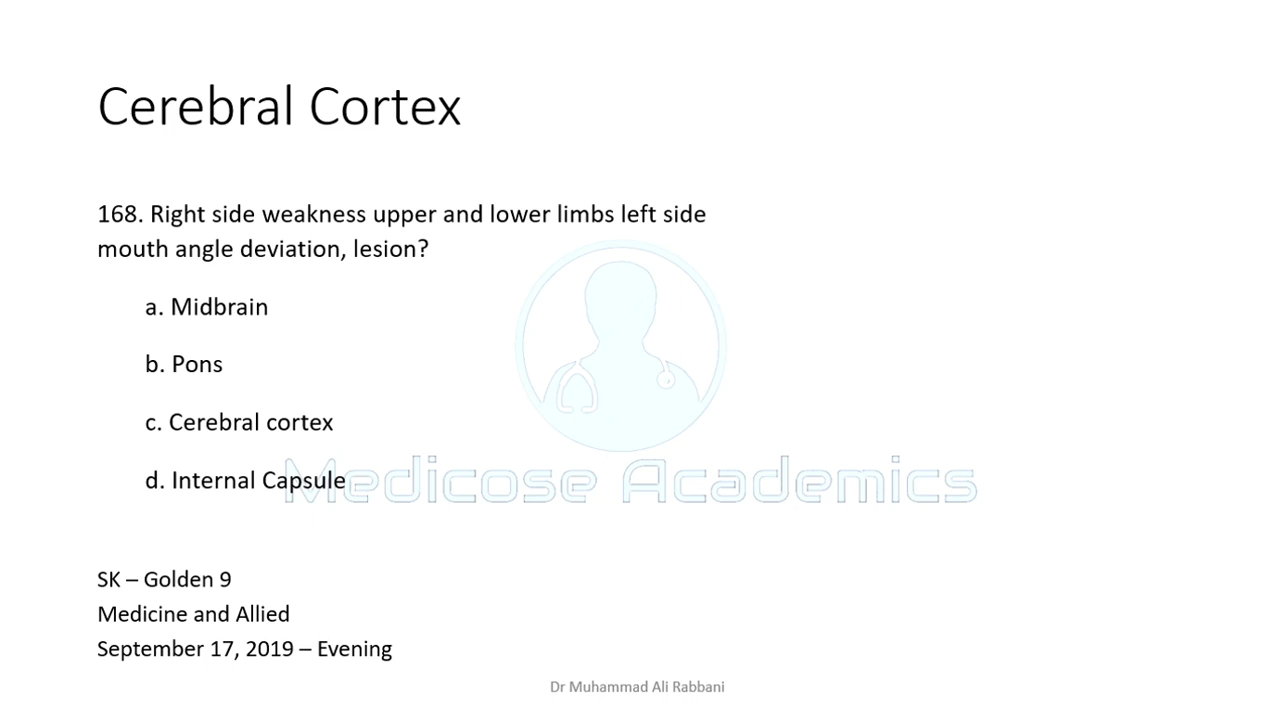 Cerebral Cortex
168. Right side weakness upper and lower limbs left side
mouth angle deviation, lesion?
a. Midbrain
b. Pons
c. Cerebral cortex
d. Internal Capsule
Medicose Academics
SK – Golden 9
Medicine and Allied
September 17, 2019 – Evening
Dr Muhammad Ali Rabbani